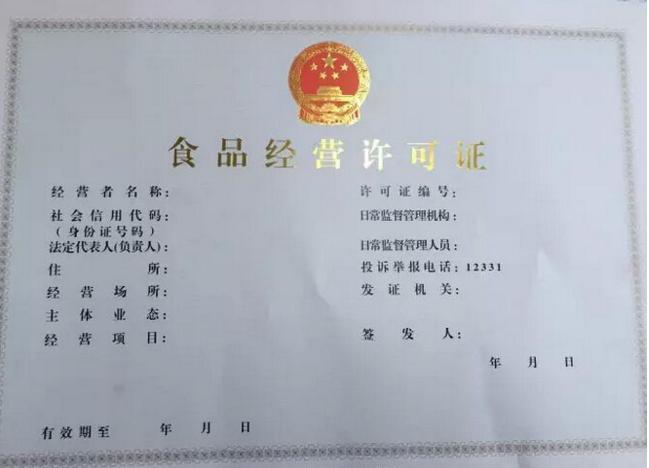 食品经营许可证
经营者名称：
社会信用代码：
（身份证号码）
法定代表人(负责人)：
住所：
经营场所：
主体业态：
经营项目：
许可证编号：
日常监督管理机构：
日常监督管理人员：
投诉举报电话：12331
发证机关：
签发人：
年 月 日
有效期至 年 月 日